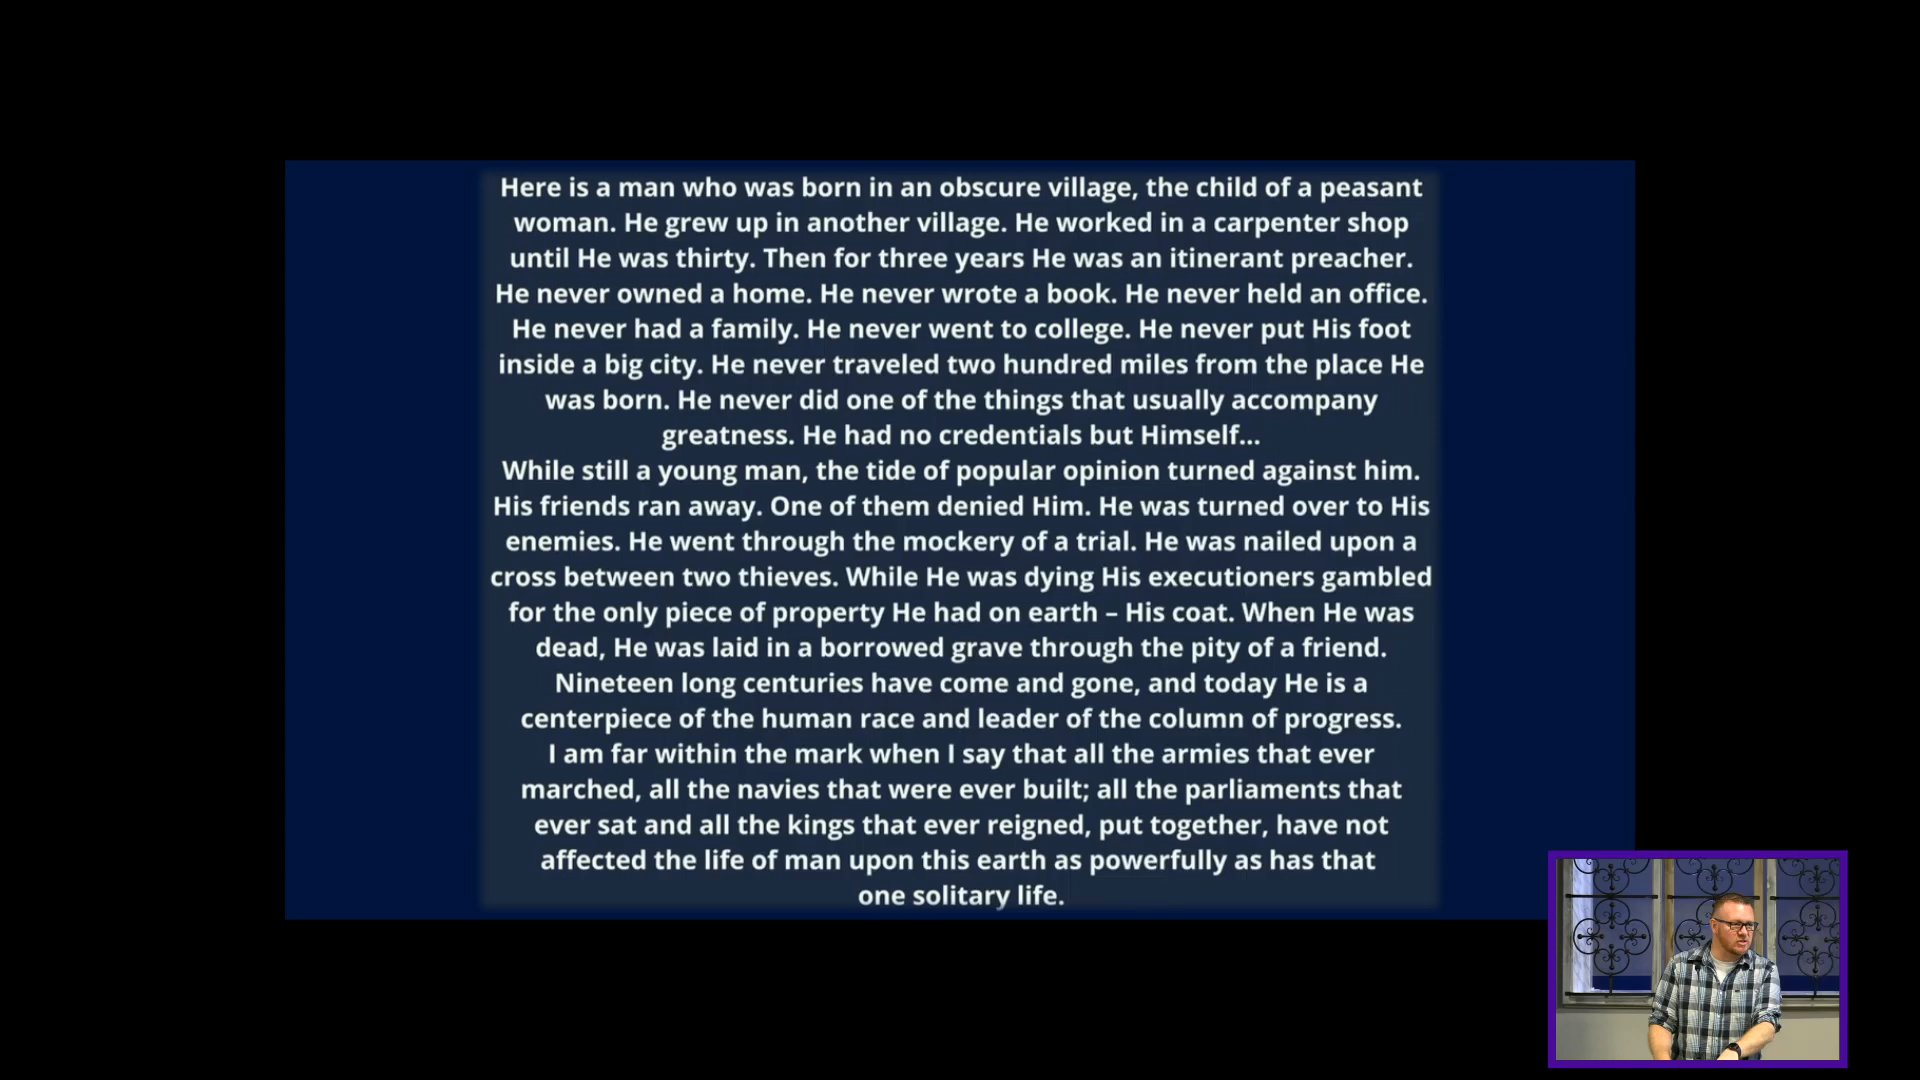 Here is a man who was born in an obscure village, the child of a peasant
woman. He grew up in another village. He worked in a carpenter shop
until He was thirty. Then for three years He was an itinerant preacher.
He never owned a home. He never wrote a book. He never held an office.
He never had a family. He never went to college. He never put His foot
inside a big city. He never traveled two hundred miles from the place He
was born. He never did one of the things that usually accompany
greatness. He had no credentials but Himself...
While still a young man, the tide of popular opinion turned against him.
His friends ran away. One of them denied Him. He was turned over to His
enemies. He went through the mockery of a trial. He was nailed upon a
cross between two thieves. While He was dying His executioners gambled
for the only piece of property He had on earth – His coat. When He was
dead, He was laid in a borrowed grave through the pity of a friend.
Nineteen long centuries have come and gone, and today He is a
centerpiece of the human race and leader of the column of progress.
I am far within the mark when I say that all the armies that ever
marched, all the navies that were ever built; all the parliaments that
ever sat and all the kings that ever reigned, put together, have not
affected the life of man upon this earth as powerfully as has that
one solitary life.